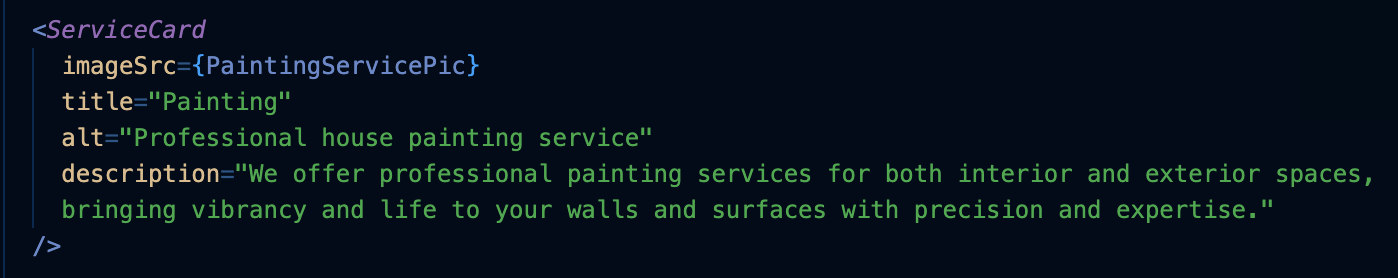 <ServiceCard
imageSrc={PaintingServicePic}
title="Painting"
alt="Professional house painting service"
description="We offer professional painting services for both interior and exterior spaces,
bringing vibrancy and life to your walls and surfaces with precision and expertise."
/>